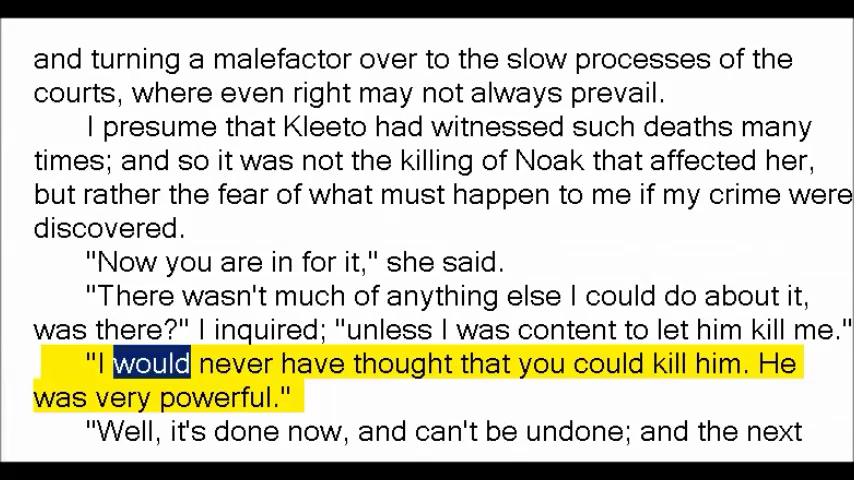 and turning a malefactor over to the slow processes of the
courts, where even right may not always prevail.
I presume that Kleeto had witnessed such deaths many
times; and so it was not the killing of Noak that affected her,
but rather the fear of what must happen to me if my crime were
discovered.
"Now you are in for it," she said.
"There wasn't much of anything else I could do about it,
was there?" I inquired; "unless I was content to let him kill me."
"I would never have thought that you could kill him. He
was very powerful."
"Well, it's done now, and can't be undone; and the next